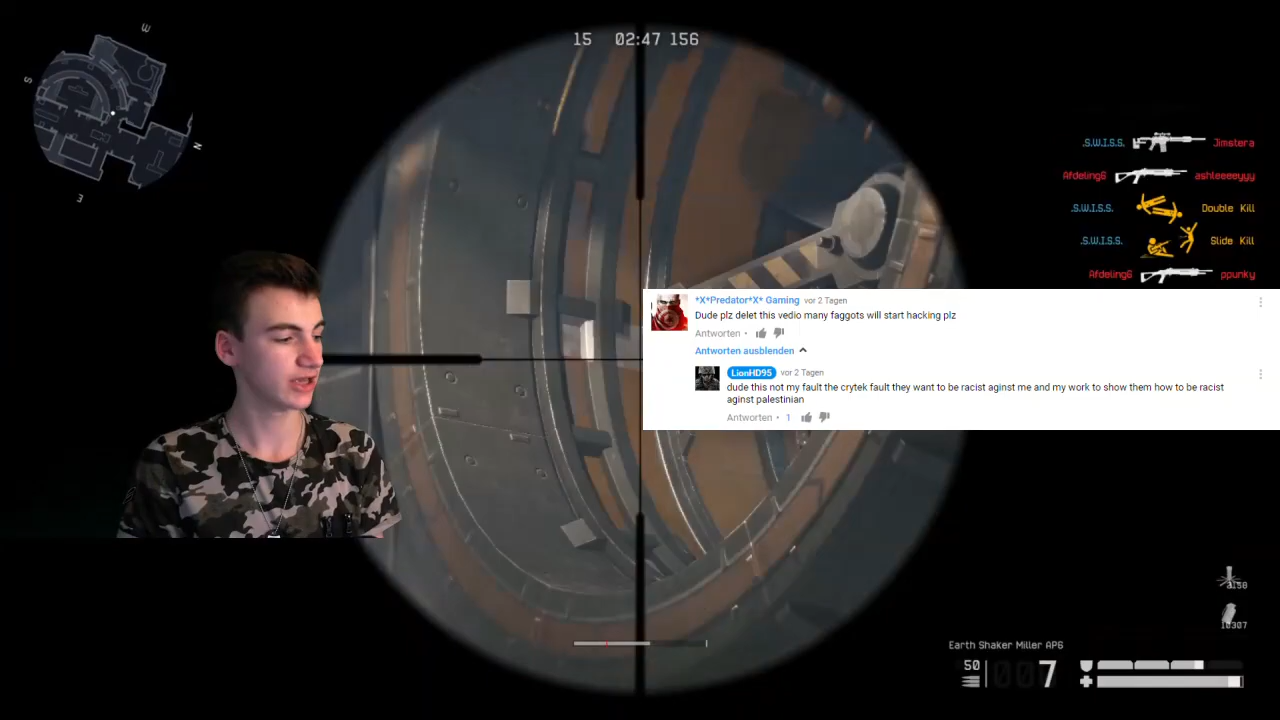 W
S
N
E
15 02:47 156
.S.W.I.S.S. Jimstera
Afdeling6 ashleeeeyyy
.S.W.I.S.S. Double Kill
.S.W.I.S.S. Slide Kill
Afdeling6 ppunky
*X*Predator*X* Gaming vor 2 Tagen
Dude plz delet this vedio many faggots will start hacking plz
Antworten •
Antworten ausblenden
LionHD95 vor 2 Tagen
dude this not my fault the crytek fault they want to be racist aginst me and my work to show them how to be racist
aginst palestinian
Antworten • 1
Earth Shaker Miller AP6
50 007